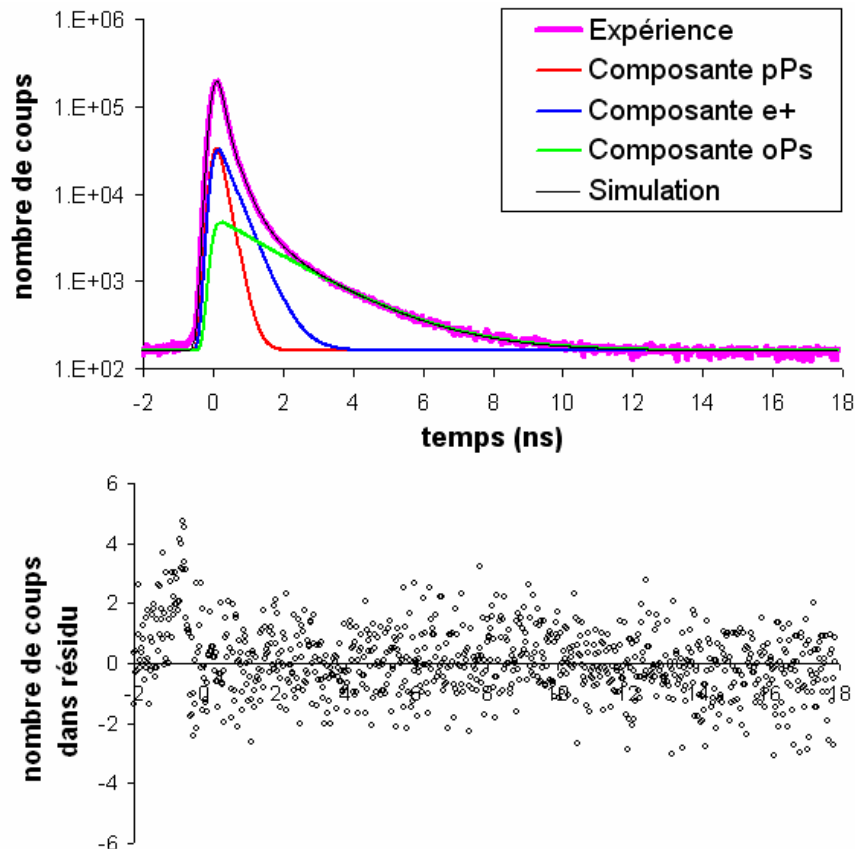 1.E+06
1.E+05
1.E+04
1.E+03
1.E+02
nombre de coups
Expérience
Composante pPs
Composante e+
Composante oPs
Simulation
-2 0 2 4 6 8 10 12 14 16 18
temps (ns)
6
4
2
0
-2
-4
-6
nombre de coups
dans résidu
-2 0 2 4 6 8 10 12 14 16 18